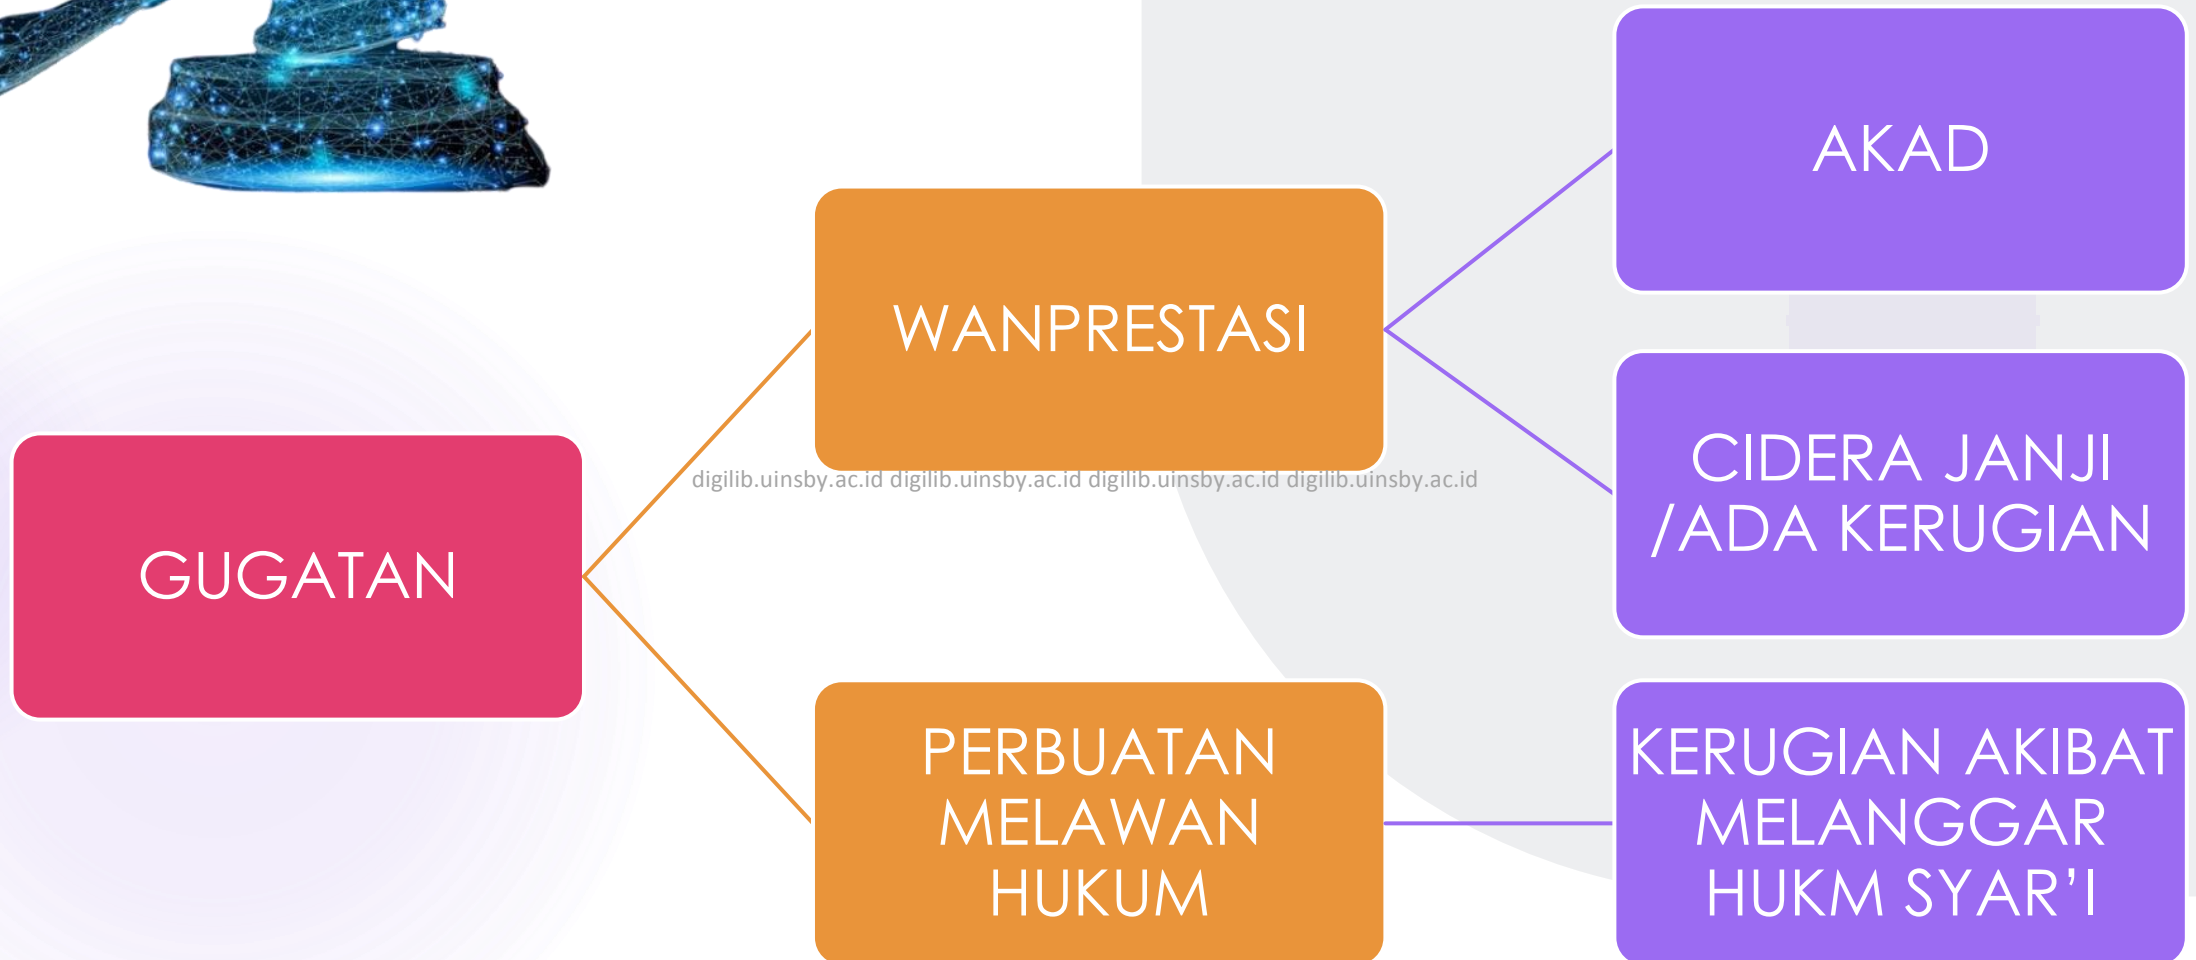 GUGATAN
WANPRESTASI
AKAD
CIDERA JANJI
/ADA KERUGIAN
digilib.uinsby.ac.id digilib.uinsby.ac.id digilib.uinsby.ac.id digilib.uinsby.ac.id
PERBUATAN
MELAWAN
HUKUM
KERUGIAN AKIBAT
MELANGGAR
HUKM SYAR’I